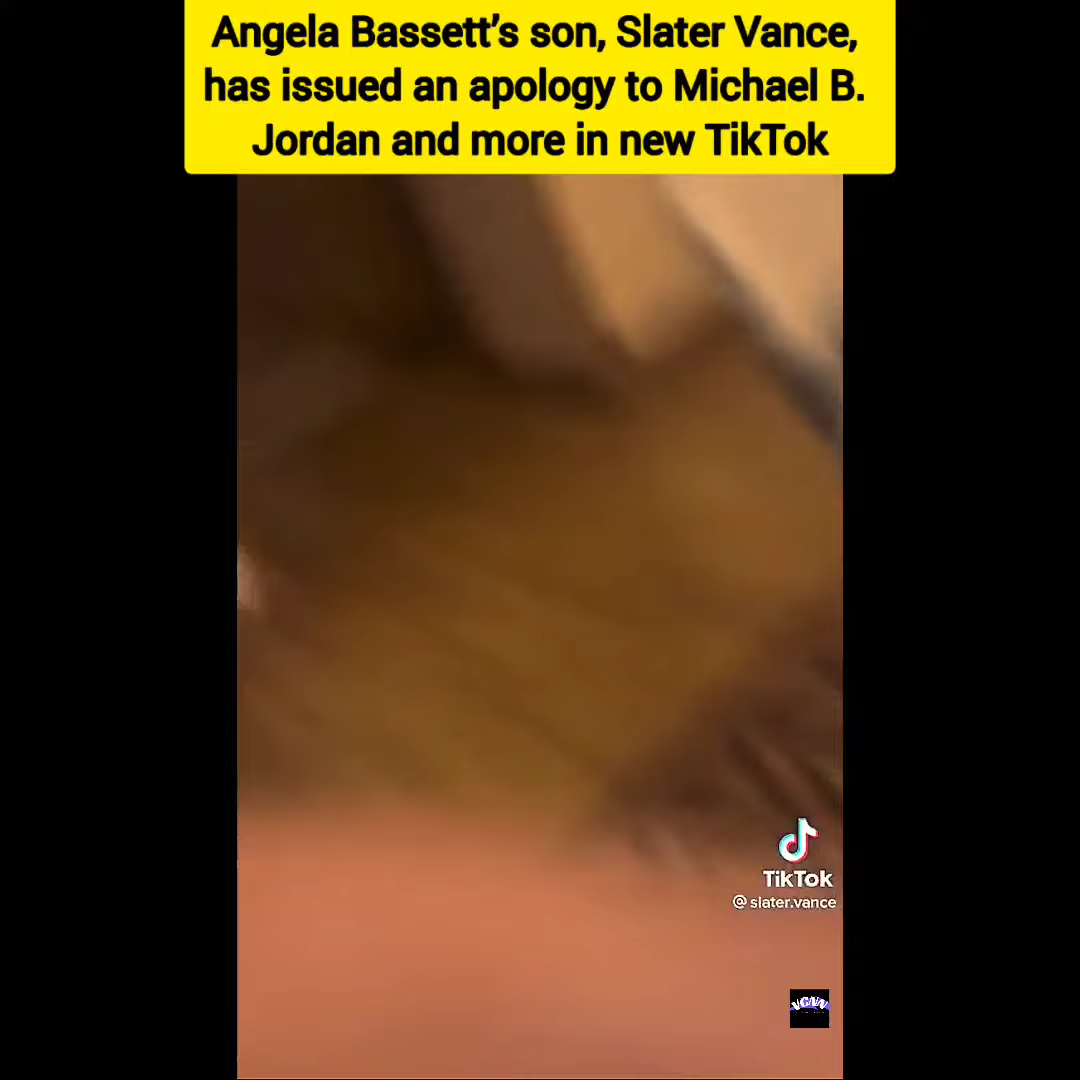 Angela Bassett’s son, Slater Vance,
has issued an apology to Michael B.
Jordan and more in new TikTok
TikTok
@ slater.vance
VGNN